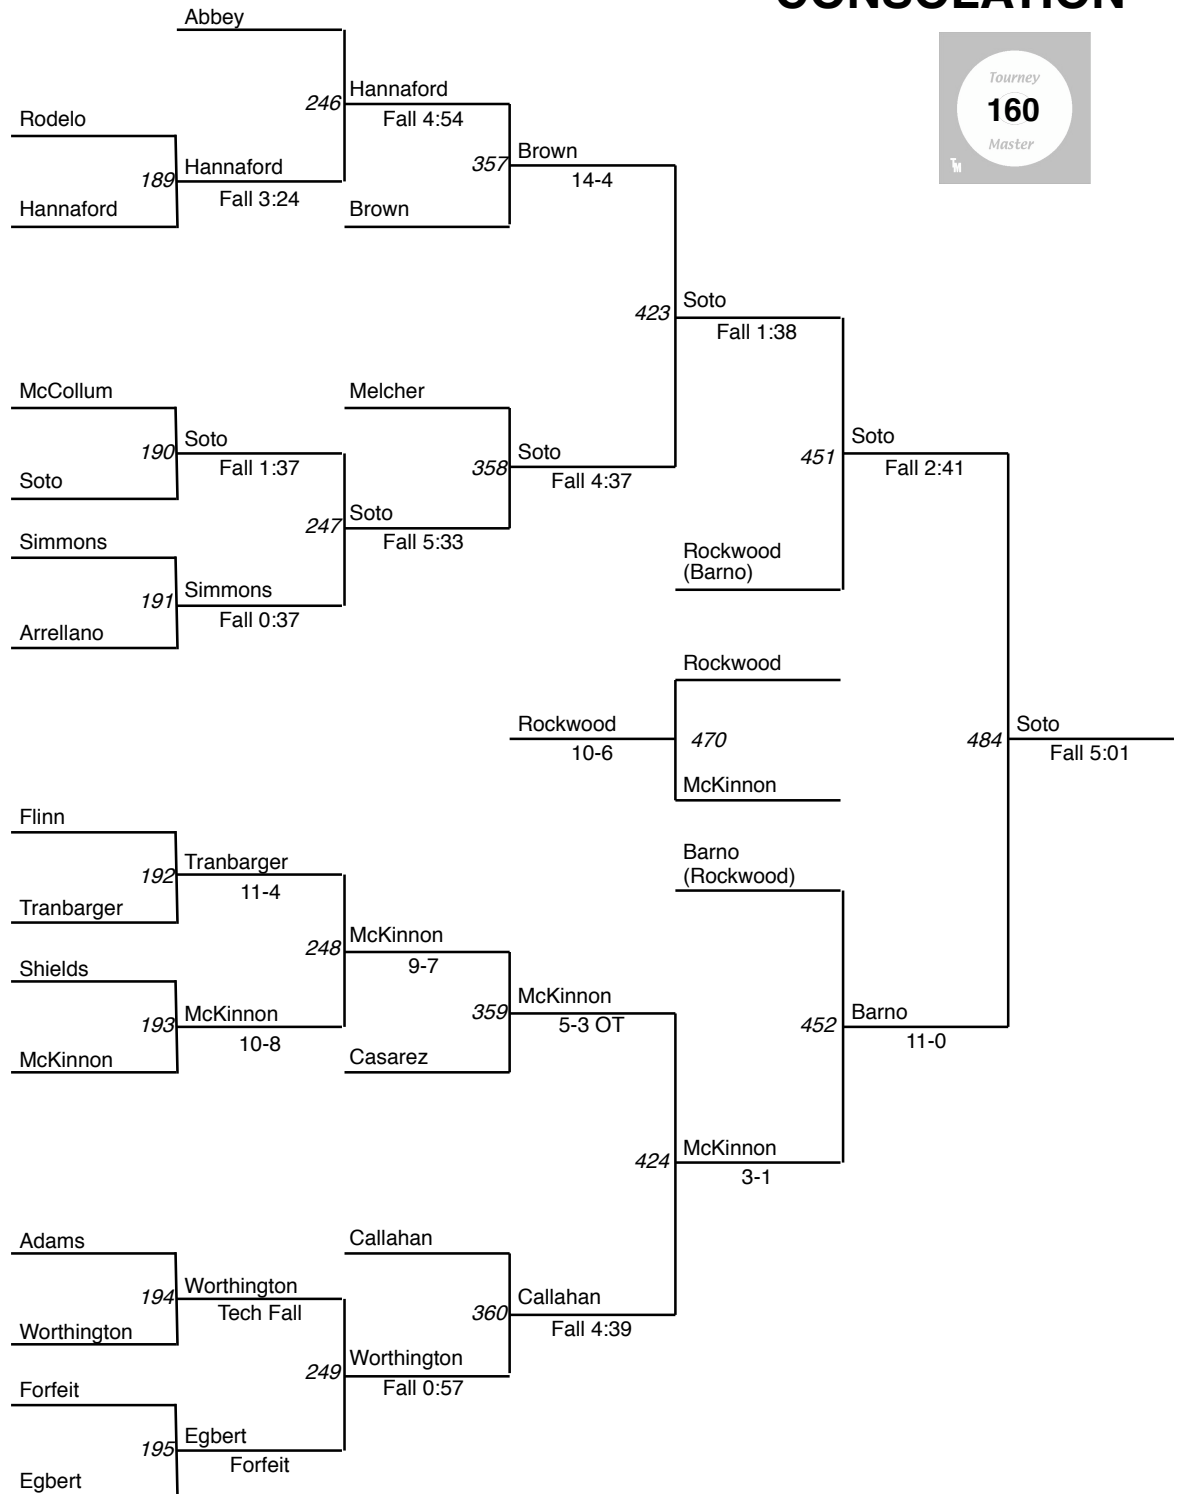 CONSOLATION
Abbey
Tourney
160
Master
TM
246
Hannaford
Fall 4:54
Rodelo
189
Hannaford
Fall 3:24
357
Brown
14-4
Hannaford
Brown
423
Soto
Fall 1:38
McCollum
Melcher
190
Soto
Fall 1:37
358
Soto
Fall 4:37
451
Soto
Fall 2:41
Soto
247
Soto
Fall 5:33
Simmons
191
Simmons
Fall 0:37
Rockwood
(Barno)
Arrellano
Rockwood
Rockwood
10-6
470
484
Soto
Fall 5:01
McKinnon
Flinn
192
Tranbarger
11-4
Barno
(Rockwood)
Tranbarger
248
McKinnon
9-7
Shields
193
McKinnon
10-8
359
McKinnon
5-3 OT
452
Barno
11-0
McKinnon
Casarez
424
McKinnon
3-1
Adams
Callahan
194
Worthington
Tech Fall
360
Callahan
Fall 4:39
Worthington
249
Worthington
Fall 0:57
Forfeit
195
Egbert
Forfeit
Egbert